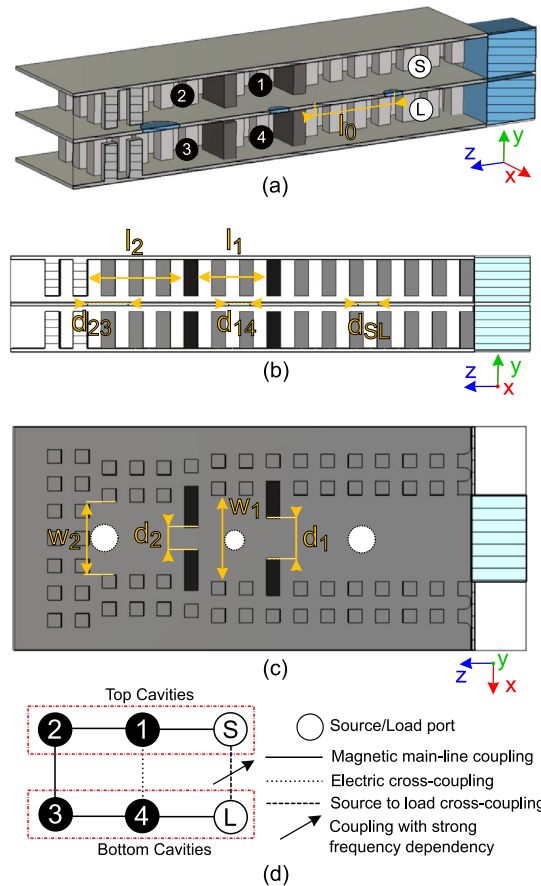 2
1
S
3
4
L
l0
y
z
x
(a)
l2
l1
d23
d14
dSL
y
z
x
(b)
w2
d2
w1
d1
y
z
x
(c)
Top Cavities
2
1
S
3
4
L
Bottom Cavities
Source/Load port
Magnetic main-line coupling
Electric cross-coupling
Source to load cross-coupling
Coupling with strong
frequency dependency
(d)